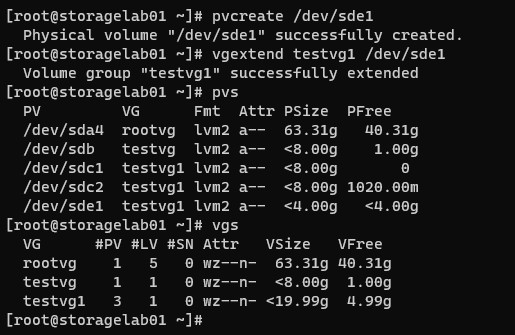 [root@storagelab01 ~]# pvcreate /dev/sde1
  Physical volume "/dev/sde1" successfully created.
[root@storagelab01 ~]# vgextend testvg1 /dev/sde1
  Volume group "testvg1" successfully extended
[root@storagelab01 ~]# pvs
  PV         VG      Fmt  Attr PSize  PFree
  /dev/sda4  rootvg  lvm2 a--  63.31g   40.31g
  /dev/sdb   testvg  lvm2 a--  <8.00g    1.00g
  /dev/sdc1  testvg1 lvm2 a--  <8.00g       0
  /dev/sdc2  testvg1 lvm2 a--  <8.00g 1020.00m
  /dev/sde1  testvg1 lvm2 a--  <4.00g   <4.00g
[root@storagelab01 ~]# vgs
  VG      #PV #LV #SN Attr   VSize   VFree
  rootvg    1   5   0 wz--n-  63.31g 40.31g
  testvg    1   1   0 wz--n-  <8.00g  1.00g
  testvg1   3   1   0 wz--n- <19.99g  4.99g
[root@storagelab01 ~]#